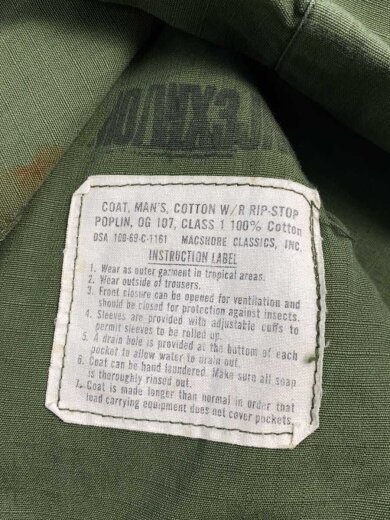 COAT, MAN'S, COTTON W/R RIP-STOP
POPLIN, OG 107, CLASS 1 100% Cotton
DSA 100-69-C-1161 MACSHORE CLASSICS, INC.
INSTRUCTION LABEL
1. Wear as outer garment in tropical areas.
2. Wear outside of trousers.
3. Front closure can be opened for ventilation and
should be closed for protection against insects.
4. Sleeves are provided with adjustable cuffs to
permit sleeves to be rolled up.
5. A drain hole is provided at the bottom of each
pocket to allow water to drain out.
6. Coat can be hand laundered. Make sure all soap
is thoroughly rinsed out.
7. Coat is made longer than normal in order that
load carrying equipment does not cover pockets.